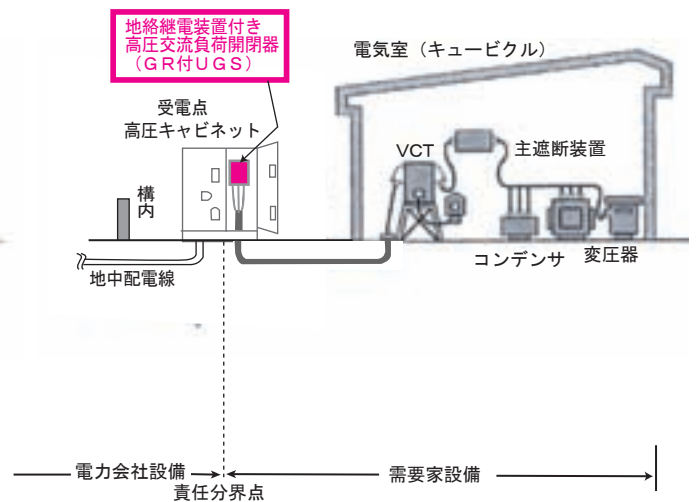 地絡継電装置付き
高圧交流負荷開閉器
（ＧＲ付ＵＧＳ）
受電点
高圧キャビネット
電気室（キュービクル）
VCT
主遮断装置
構内
地中配電線
コンデンサ
変圧器
電力会社設備
需要家設備
責任分界点